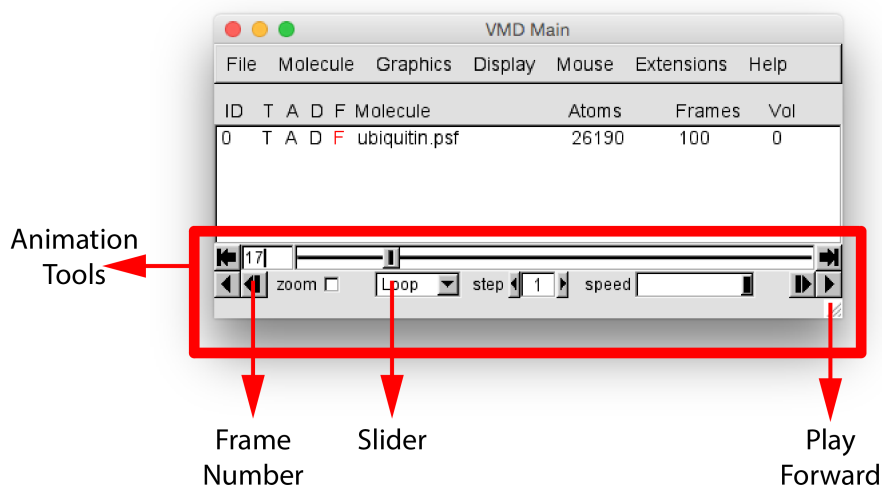 VMD Main
File Molecule Graphics Display Mouse Extensions Help
ID T A D F Molecule Atoms Frames Vol
0 T A D F ubiquitin.psf 26190 100 0
Animation
Tools
17
zoom Loop step 1 speed
Frame
Number
Slider
Play
Forward